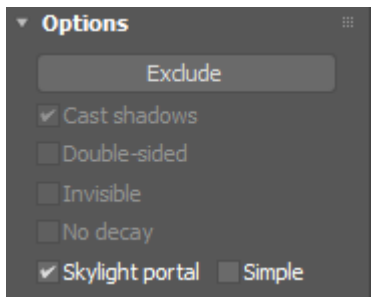 Options
Exclude
Cast shadows
Double-sided
Invisible
No decay
Skylight portal Simple